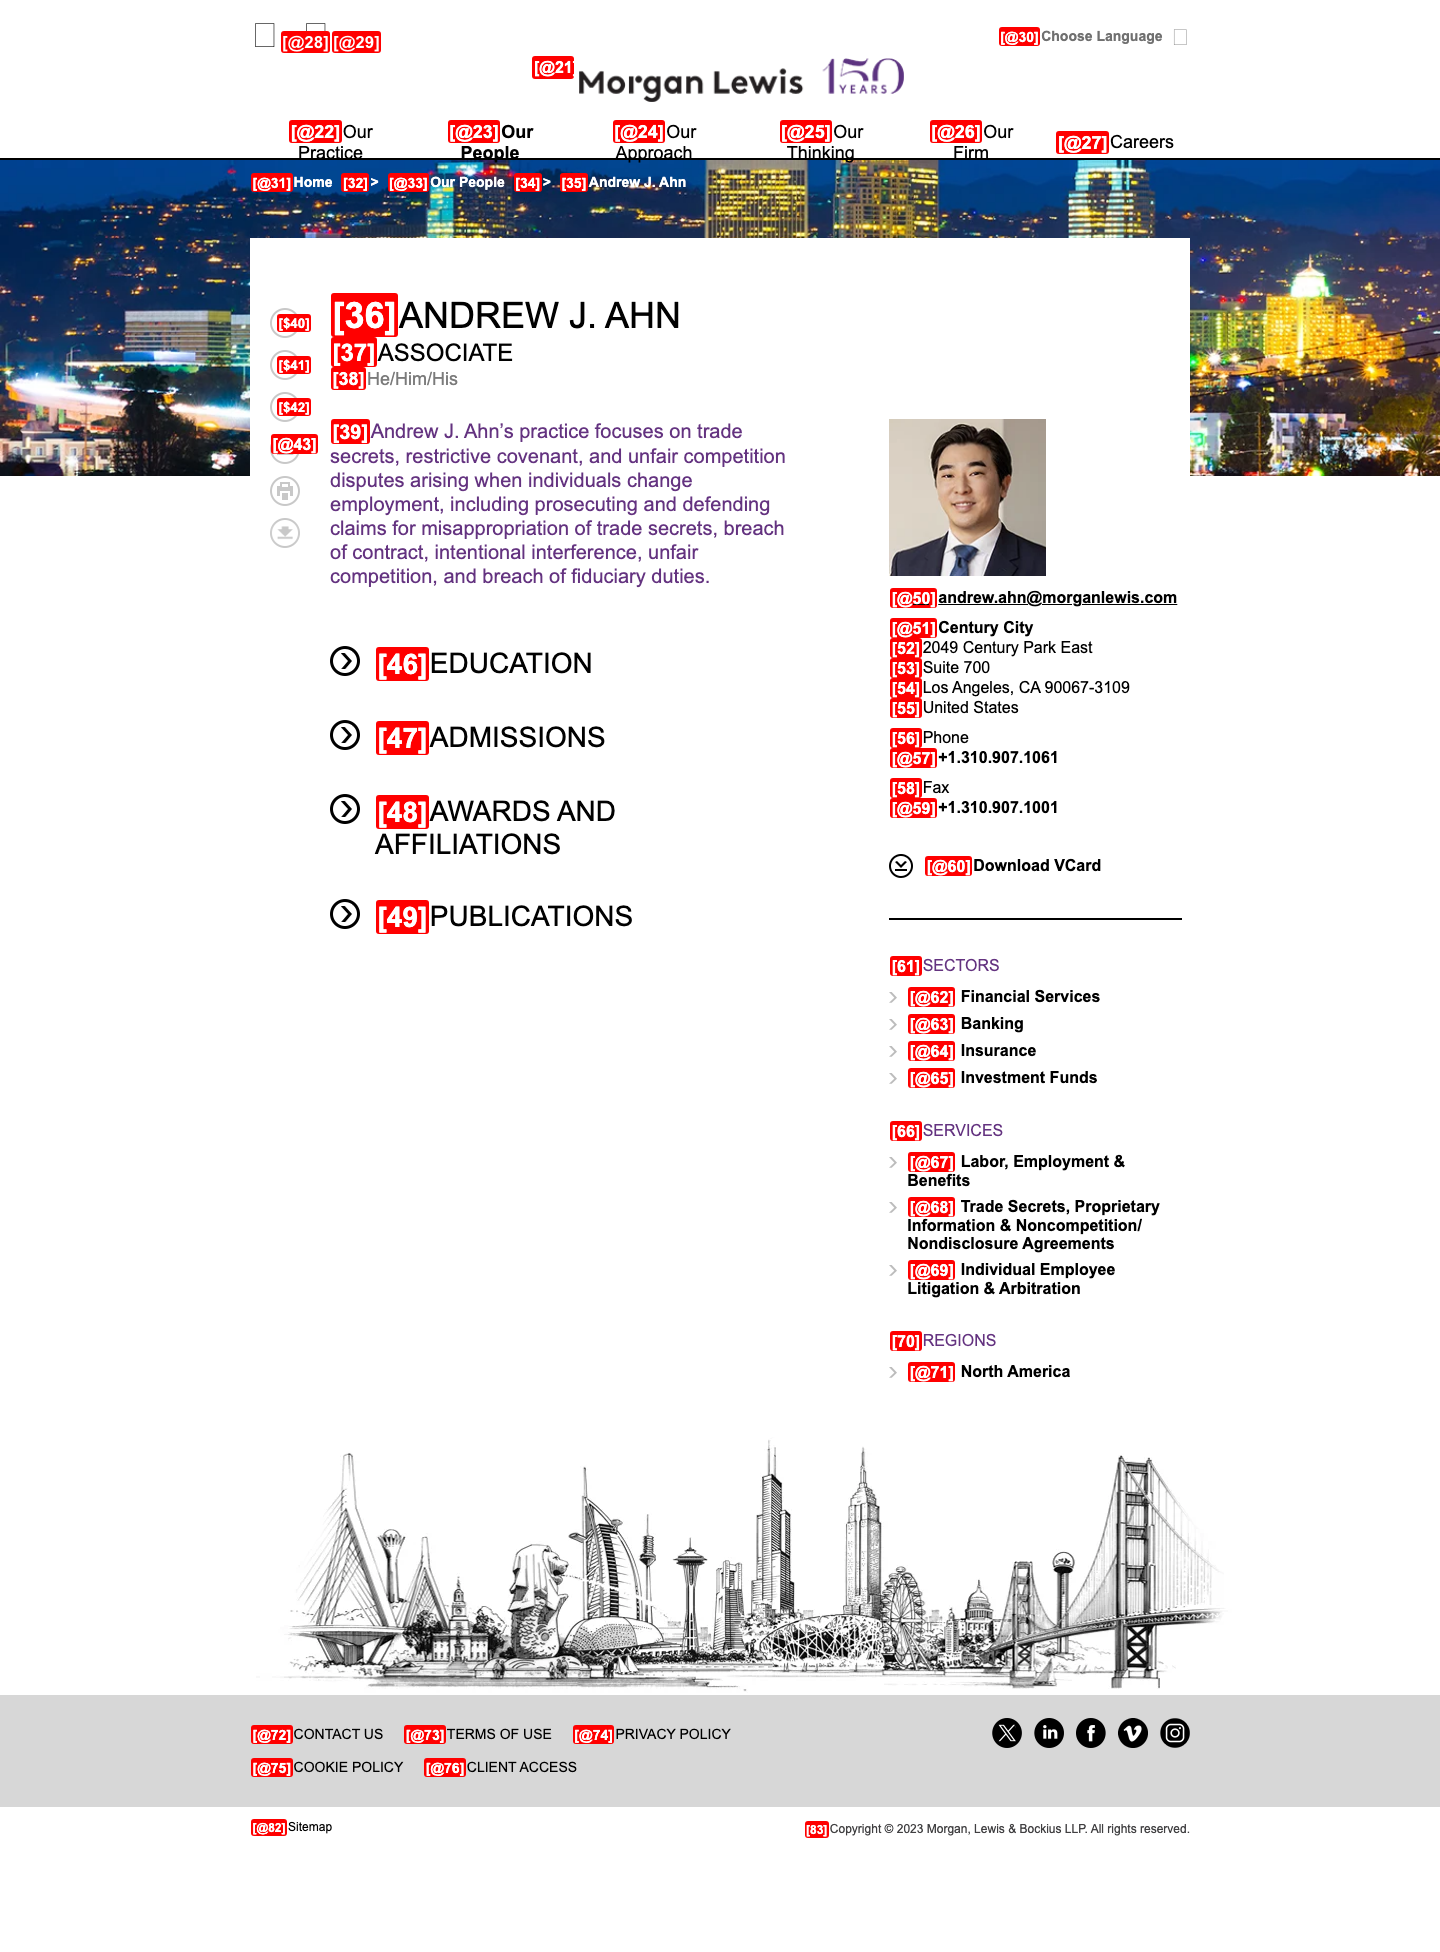 [@28] [@29]
[@30]Choose Language
[@21
Morgan Lewis 150 YEARS
[@22]Our Practice
[@23]Our People
[@24]Our Approach
[@25]Our Thinking
[@26]Our Firm
[@27]Careers
[@31]Home [32]> [@33]Our People [34]> [35]Andrew J. Ahn
[36]ANDREW J. AHN
[37]ASSOCIATE
[38]He/Him/His
[$40]
[$41]
[$42]
[@43]
[39]Andrew J. Ahn’s practice focuses on trade
secrets, restrictive covenant, and unfair competition
disputes arising when individuals change
employment, including prosecuting and defending
claims for misappropriation of trade secrets, breach
of contract, intentional interference, unfair
competition, and breach of fiduciary duties.
[46]EDUCATION
[47]ADMISSIONS
[48]AWARDS AND
AFFILIATIONS
[49]PUBLICATIONS
[@50]andrew.ahn@morganlewis.com
[@51]Century City
[52]2049 Century Park East
[53]Suite 700
[54]Los Angeles, CA 90067-3109
[55]United States
[56]Phone
[@57]+1.310.907.1061
[58]Fax
[@59]+1.310.907.1001
[@60]Download VCard
[61]SECTORS
[@62] Financial Services
[@63] Banking
[@64] Insurance
[@65] Investment Funds
[66]SERVICES
[@67] Labor, Employment &
Benefits
[@68] Trade Secrets, Proprietary
Information & Noncompetition/
Nondisclosure Agreements
[@69] Individual Employee
Litigation & Arbitration
[70]REGIONS
[@71] North America
[@72]CONTACT US [@73]TERMS OF USE [@74]PRIVACY POLICY
[@75]COOKIE POLICY [@76]CLIENT ACCESS
[@82]Sitemap
[83]Copyright © 2023 Morgan, Lewis & Bockius LLP. All rights reserved.